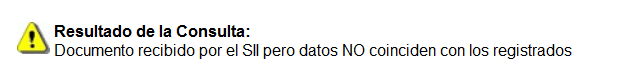 Resultado de la Consulta:
Documento recibido por el SII pero datos NO coinciden con los registrados